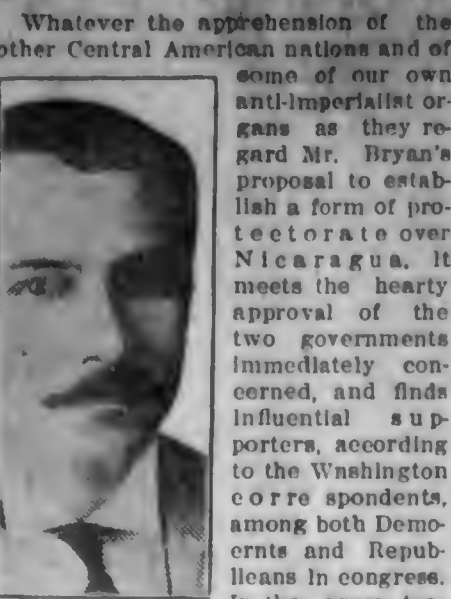 Whatever the apprehension of the
other Central American nations and of
some of our own
anti-imperialist or-
gans as they re-
gard Mr. Bryan's
proposal to estab-
lish a form of pro-
tectorate over
Nicaragua. It
meets the hearty
approval of the
two governments
immediately con-
cerned, and finds
influential sup-
porters, according
to the Washington
corre spondents,
among both Demo-
crats and Repub-
licans in congress.